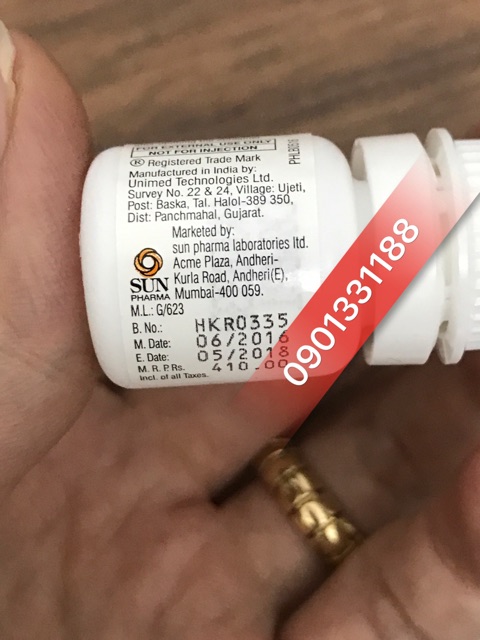 FOR EXTERNAL USE ONLY
NOT FOR INJECTION
® Registered Trade Mark
Manufactured in India by:
Unimed Technologies Ltd.
Survey No. 22 & 24, Village: Ujeti,
Post: Baska, Tal. Halol-389 350,
Dist: Panchmahal, Gujarat.
Marketed by:
sun pharma laboratories ltd.
Acme Plaza, Andheri-
Kurla Road, Andheri(E),
Mumbai-400 059.
SUN
PHARMA
M.L.: G/623
B. No.: HKR0335
M. Date: 06/2016
E. Date: 05/2018
M. R. P. Rs. 410-00
Incl. of all Taxes.
0901331188